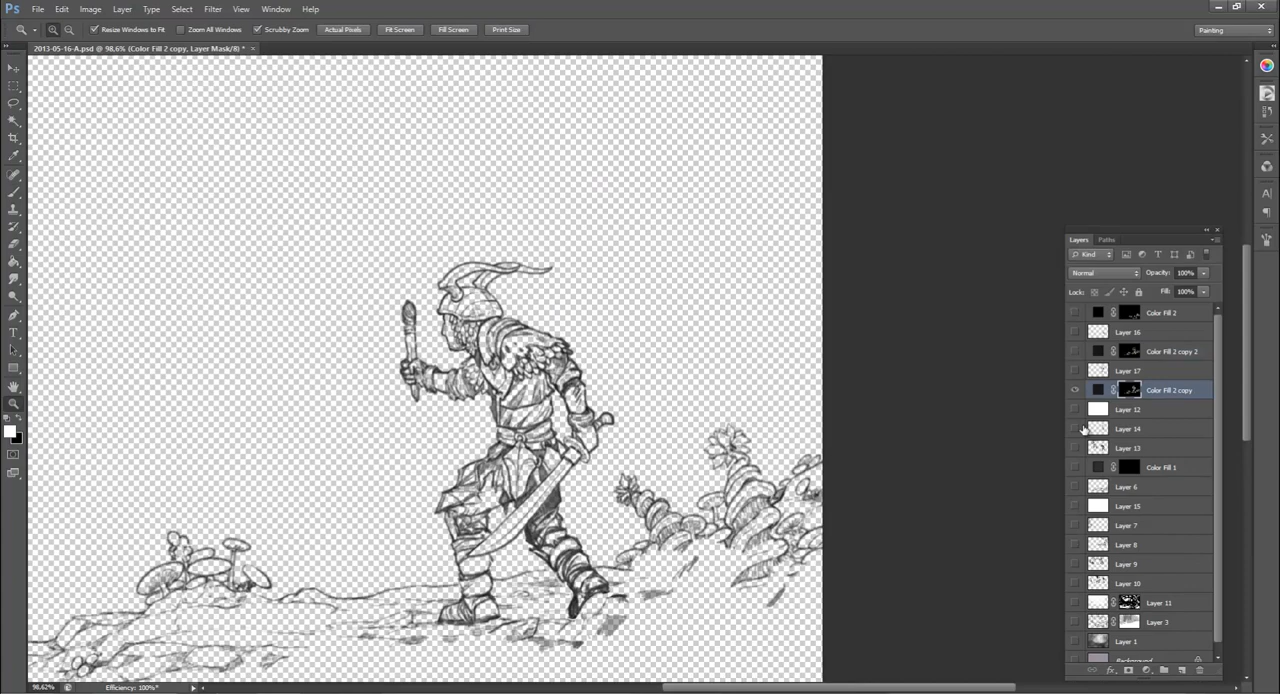 Ps File Edit Image Layer Type Select Filter View Window Help
Resize Windows to Fit Zoom All Windows Scrubby Zoom Actual Pixels Fit Screen Fill Screen Print Size Painting
2013-05-16-A.psd @ 98,6% (Color Fill 2 copy, Layer Mask/8) *
Layers Paths
Kind
Normal Opacity: 100%
Lock: Fill: 100%
Color Fill 2
Layer 16
Color Fill 2 copy 2
Layer 17
Color Fill 2 copy
Layer 12
Layer 14
Layer 13
Color Fill 1
Layer 6
Layer 15
Layer 7
Layer 8
Layer 9
Layer 10
Layer 11
Layer 3
Layer 1
Background
98.62% Efficiency: 100%*